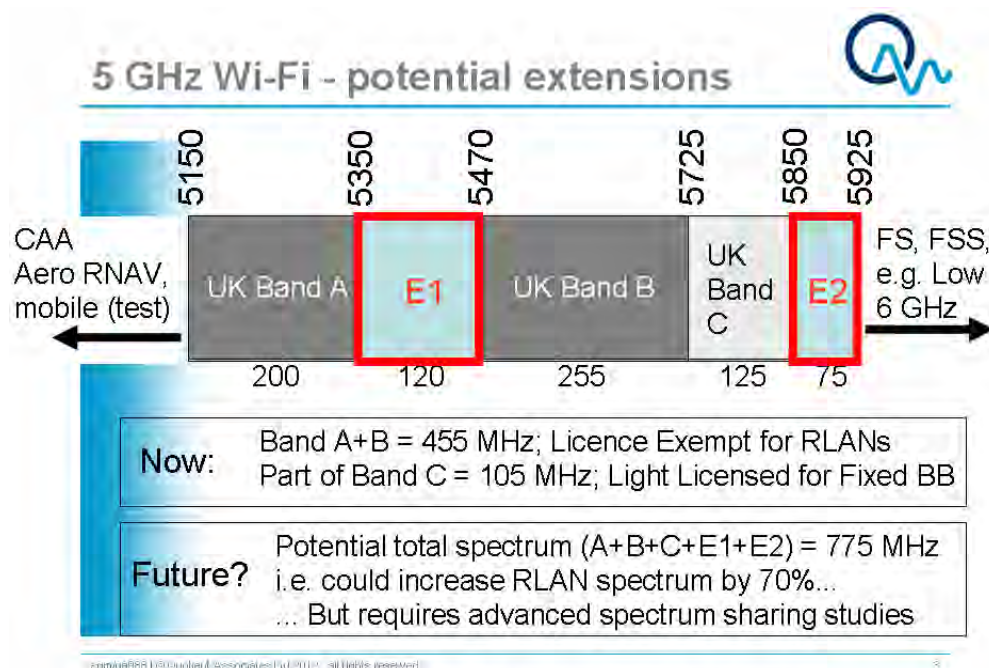 5 GHz Wi-Fi - potential extensions
5150
5350
5470
5725
5850
5925
CAA
Aero RNAV,
mobile (test)
UK Band A
E1
UK Band B
UK
Band
C
E2
FS, FSS,
e.g. Low
6 GHz
200
120
255
125
75
Now:
Band A+B = 455 MHz; Licence Exempt for RLANs
Part of Band C = 105 MHz; Light Licensed for Fixed BB
Future?
Potential total spectrum (A+B+C+E1+E2) = 775 MHz
i.e. could increase RLAN spectrum by 70%...
... But requires advanced spectrum sharing studies
all rights reserved